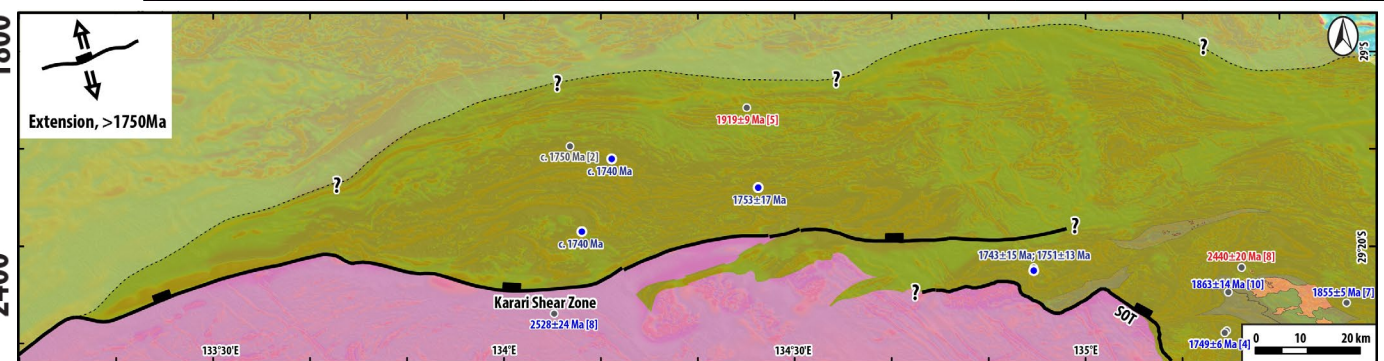 1800
Extension, >1750Ma
?
?
?
29°S
1919±9 Ma [5]
c. 1750 Ma [2]
c. 1740 Ma
?
1753±17 Ma
c. 1740 Ma
?
29°20'S
2400
1743±15 Ma; 1751±13 Ma
2440±20 Ma [8]
1863±14 Ma [10]
1855±5 Ma [7]
?
Karari Shear Zone
2528±24 Ma [8]
SOT
1749±6 Ma [4]
0 10 20 km
133°30'E
134°E
134°30'E
135°E